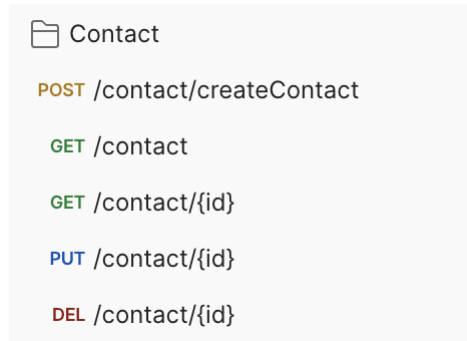 Contact
POST /contact/createContact
GET /contact
GET /contact/{id}
PUT /contact/{id}
DEL /contact/{id}